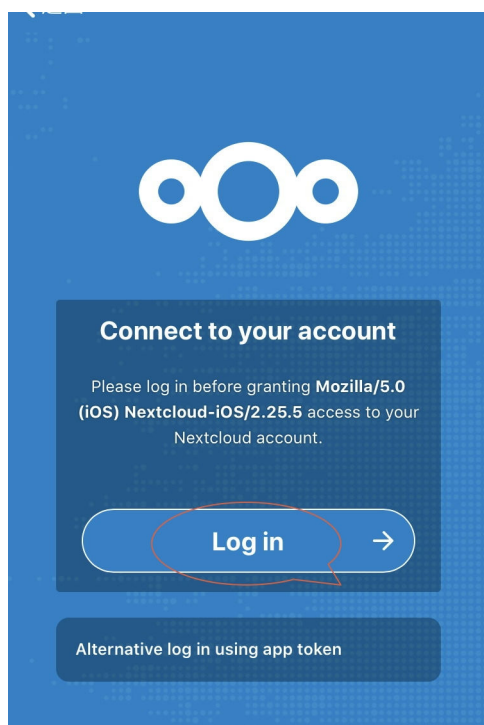 Connect to your account
Please log in before granting Mozilla/5.0
(iOS) Nextcloud-iOS/2.25.5 access to your
Nextcloud account.
Log in →
Alternative log in using app token